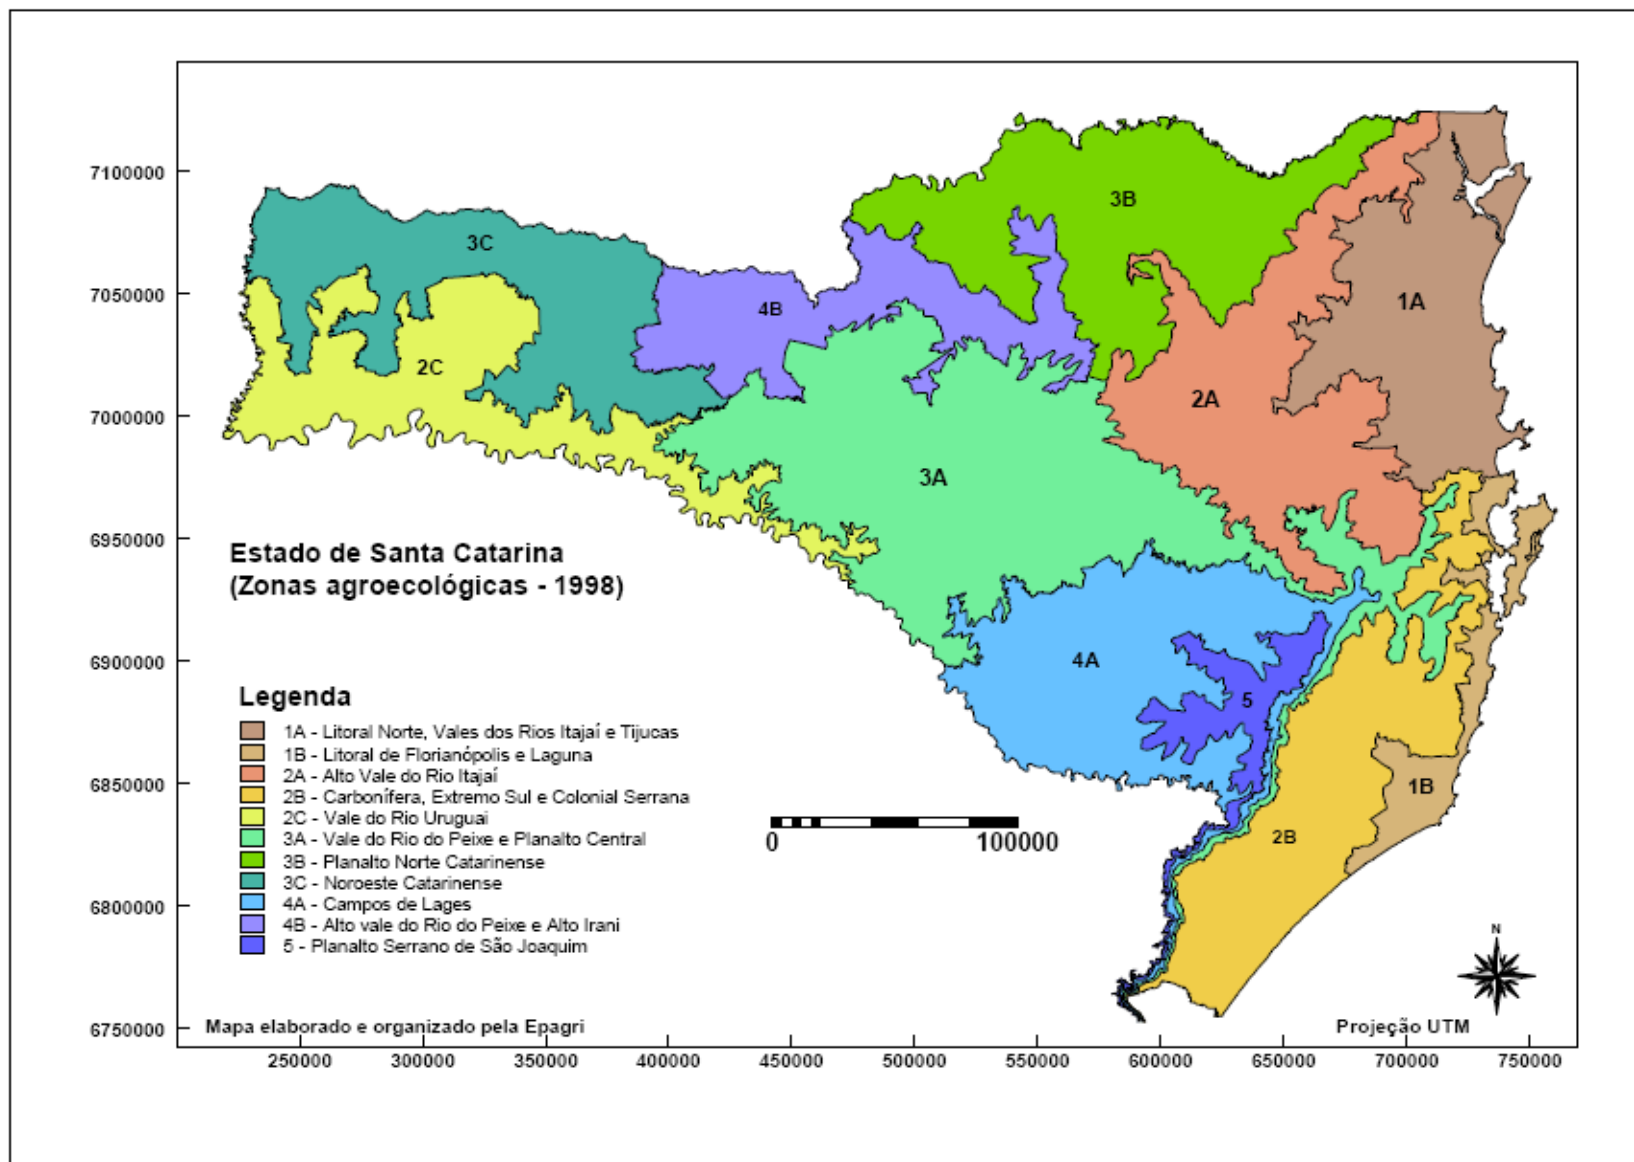 7100000
7050000
7000000
6950000
6900000
6850000
6800000
6750000
3B
3C
4B
1A
2C
2A
3A
4A
5
1B
2B
Estado de Santa Catarina
(Zonas agroecológicas - 1998)
Legenda
1A - Litoral Norte, Vales dos Rios Itajaí e Tijucas
1B - Litoral de Florianópolis e Laguna
2A - Alto Vale do Rio Itajaí
2B - Carbonífera, Extremo Sul e Colonial Serrana
2C - Vale do Rio Uruguai
3A - Vale do Rio do Peixe e Planalto Central
3B - Planalto Norte Catarinense
3C - Noroeste Catarinense
4A - Campos de Lages
4B - Alto vale do Rio do Peixe e Alto Irani
5 - Planalto Serrano de São Joaquim
0 100000
N
Mapa elaborado e organizado pela Epagri
Projeção UTM
250000 300000 350000 400000 450000 500000 550000 600000 650000 700000 750000